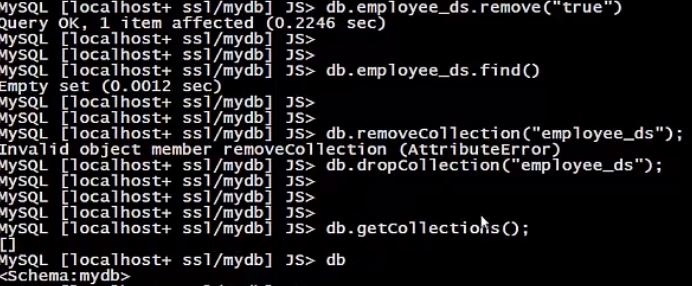 MySQL [localhost+ ssl/mydb] JS> db.employee_ds.remove("true")
Query OK, 1 item affected (0.2246 sec)
MySQL [localhost+ ssl/mydb] JS>
MySQL [localhost+ ssl/mydb] JS>
MySQL [localhost+ ssl/mydb] JS> db.employee_ds.find()
Empty set (0.0012 sec)
MySQL [localhost+ ssl/mydb] JS>
MySQL [localhost+ ssl/mydb] JS>
MySQL [localhost+ ssl/mydb] JS> db.removeCollection("employee_ds");
Invalid object member removeCollection (AttributeError)
MySQL [localhost+ ssl/mydb] JS> db.dropCollection("employee_ds");
MySQL [localhost+ ssl/mydb] JS>
MySQL [localhost+ ssl/mydb] JS>
MySQL [localhost+ ssl/mydb] JS>
MySQL [localhost+ ssl/mydb] JS> db.getCollections();
[]
MySQL [localhost+ ssl/mydb] JS> db
<Schema:mydb>